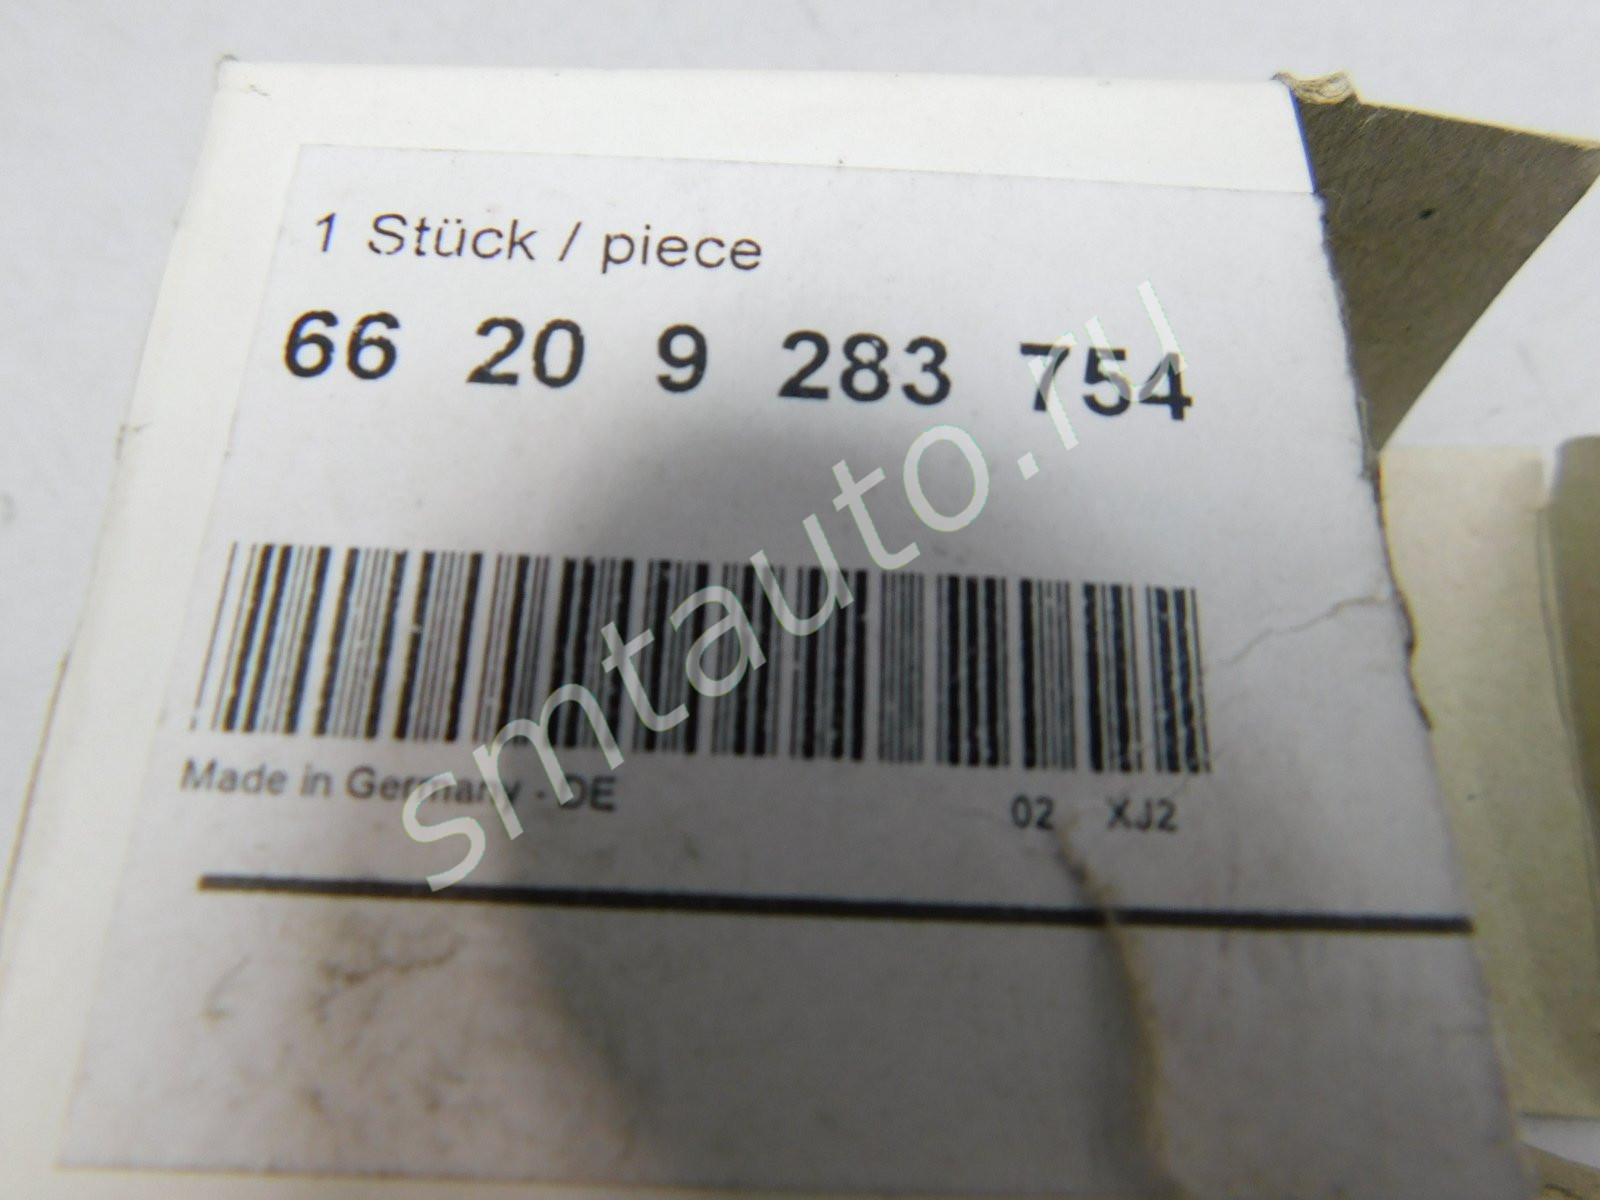 1 Stück / piece
66 20 9 283 754
smtauto.ru
Made in Germany - DE
02 XJ2